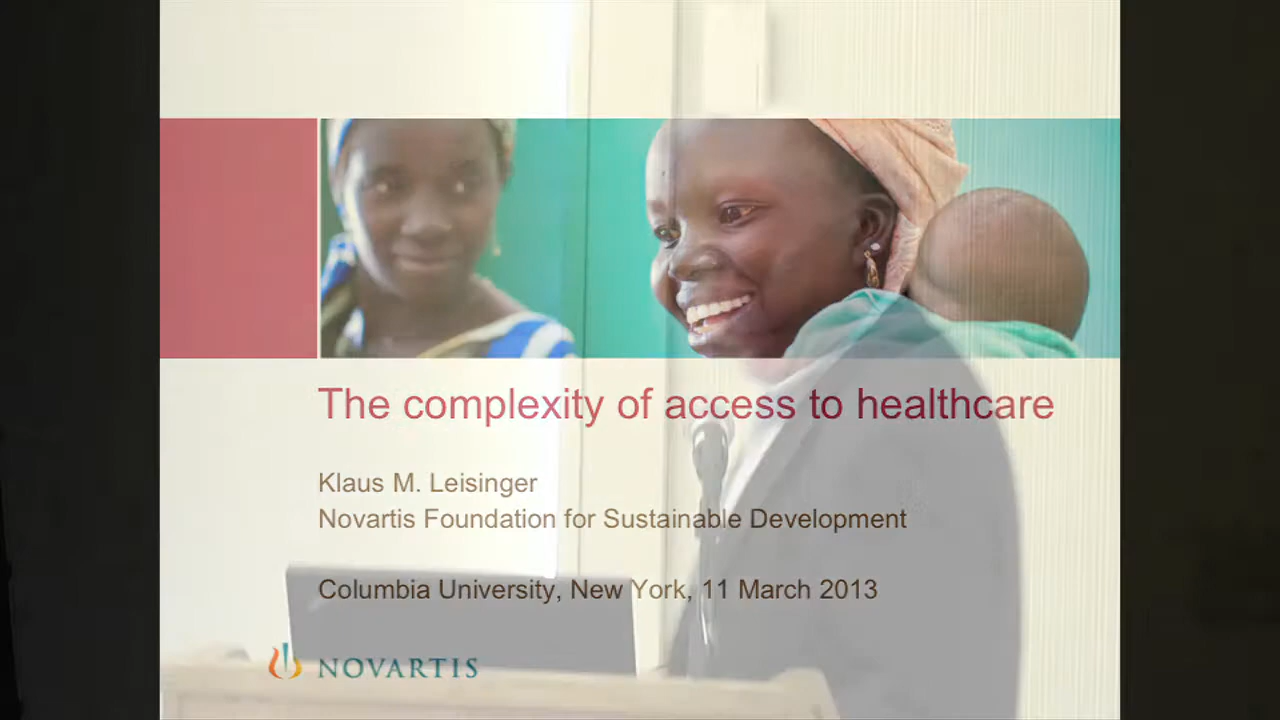 The complexity of access to healthcare
Klaus M. Leisinger
Novartis Foundation for Sustainable Development
Columbia University, New York, 11 March 2013
NOVARTIS